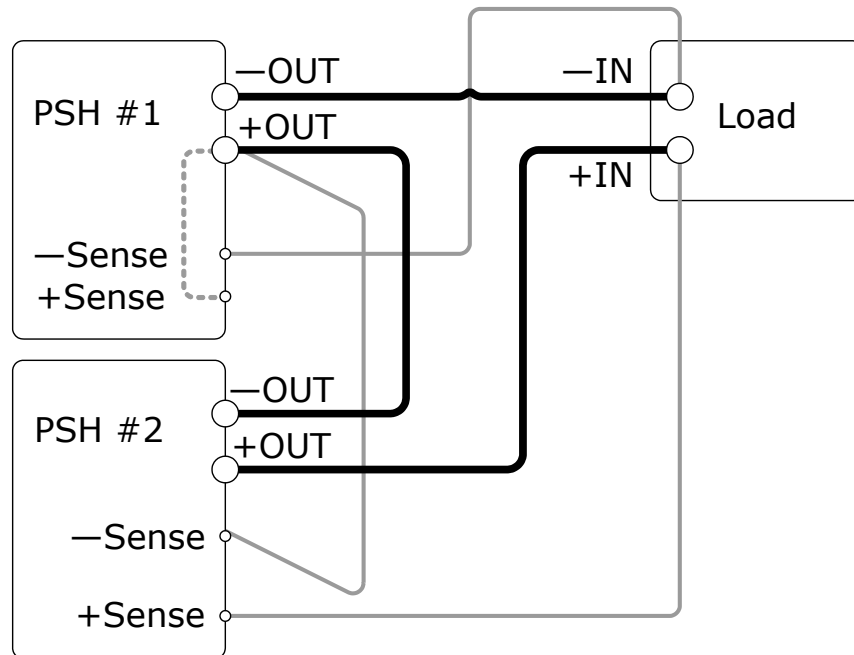 —OUT
—IN
PSH #1
Load
+OUT
+IN
—Sense
+Sense
—OUT
PSH #2
+OUT
—Sense
+Sense